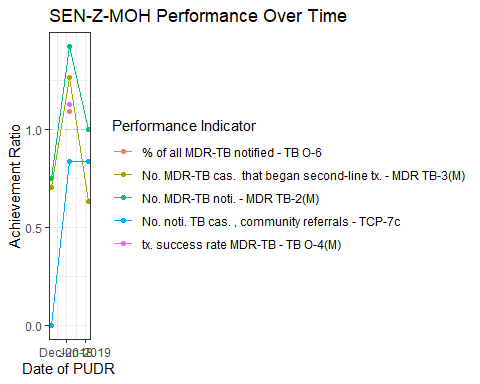 SEN-Z-MOH Performance Over Time
Achievement Ratio
1.0
0.5
0.0
Date of PUDR
Performance Indicator
% of all MDR-TB notified - TB O-6
No. MDR-TB cas.  that began second-line tx. - MDR TB-3(M)
No. MDR-TB noti. - MDR TB-2(M)
No. noti. TB cas. , community referrals - TCP-7c
tx. success rate MDR-TB - TB O-4(M)